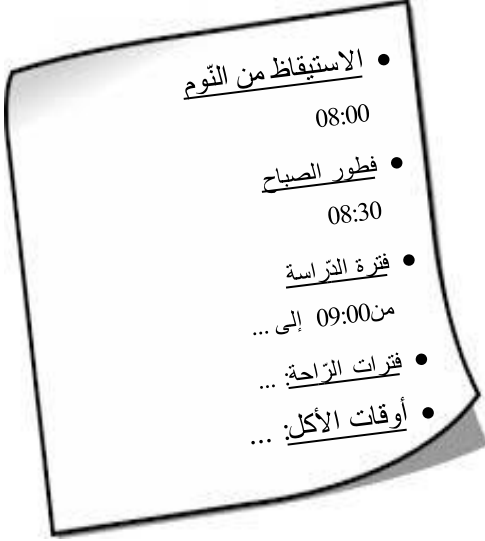 • الاستيقاظ من النّوم
08:00
• فطور الصباح
08:30
• فترة الدّراسة
من09:00 إلى ...
• فترات الرّاحة: ...
• أوقات الأكل: ...